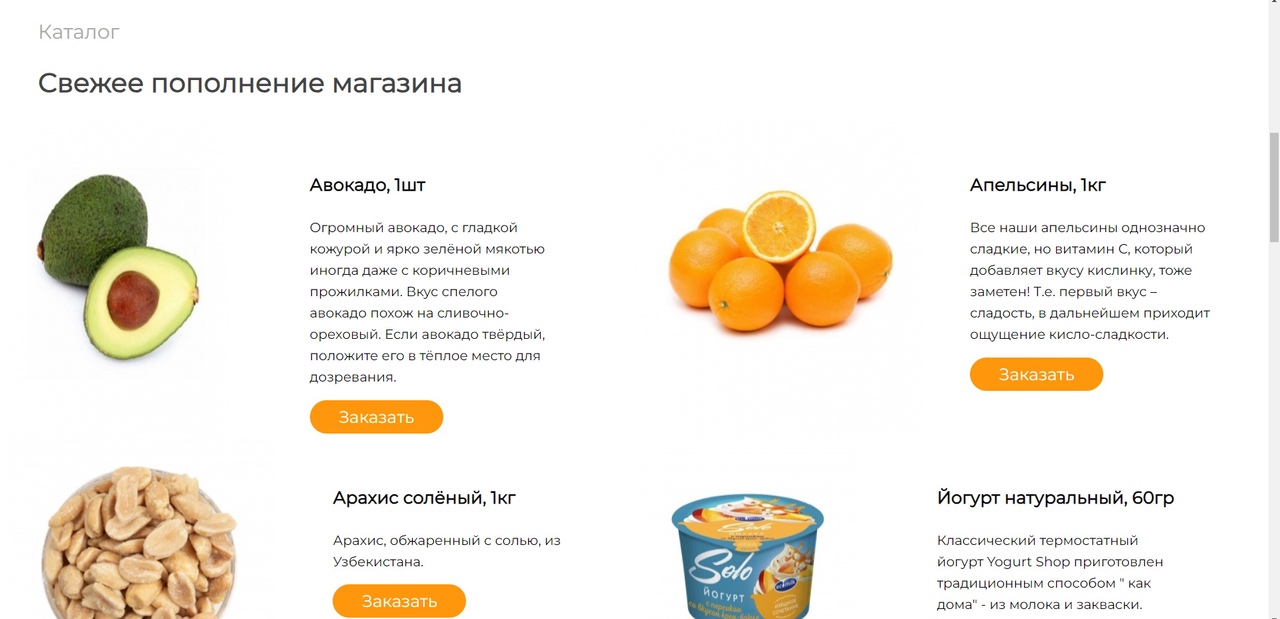 Каталог
Свежее пополнение магазина
Авокадо, 1шт
Огромный авокадо, с гладкой
кожурой и ярко зелёной мякотью
иногда даже с коричневыми
прожилками. Вкус спелого
авокадо похож на сливочно-
ореховый. Если авокадо твёрдый,
положите его в тёплое место для
дозревания.
Заказать
Апельсины, 1кг
Все наши апельсины однозначно
сладкие, но витамин С, который
добавляет вкусу кислинку, тоже
заметен! Т.е. первый вкус –
сладость, в дальнейшем приходит
ощущение кисло-сладкости.
Заказать
Арахис солёный, 1кг
Арахис, обжаренный с солью, из
Узбекистана.
Заказать
Solo
ЙОГУРТ
Йогурт натуральный, 60гр
Классический термостатный
йогурт Yogurt Shop приготовлен
традиционным способом " как
дома" - из молока и закваски.